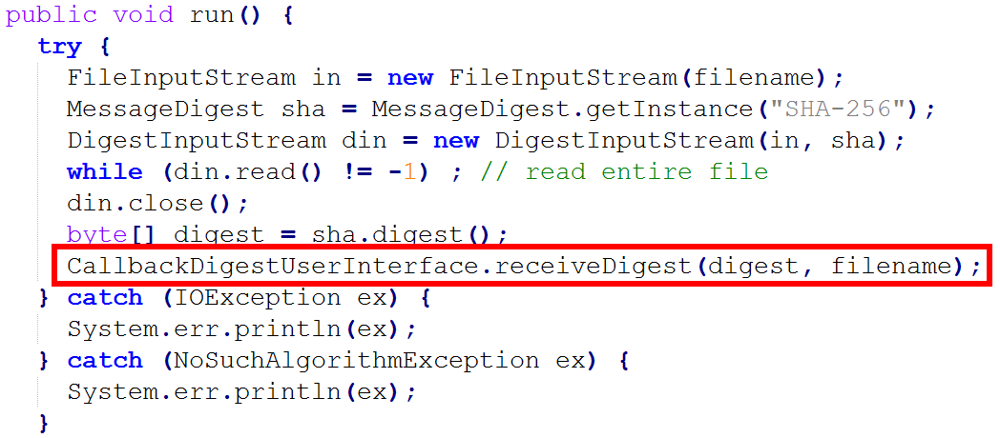 public void run() {
try {
FileInputStream in = new FileInputStream(filename);
MessageDigest sha = MessageDigest.getInstance("SHA-256");
DigestInputStream din = new DigestInputStream(in, sha);
while (din.read() != -1) ; // read entire file
din.close();
byte[] digest = sha.digest();
CallbackDigestUserInterface.receiveDigest(digest, filename);
} catch (IOException ex) {
System.err.println(ex);
} catch (NoSuchAlgorithmException ex) {
System.err.println(ex);
}